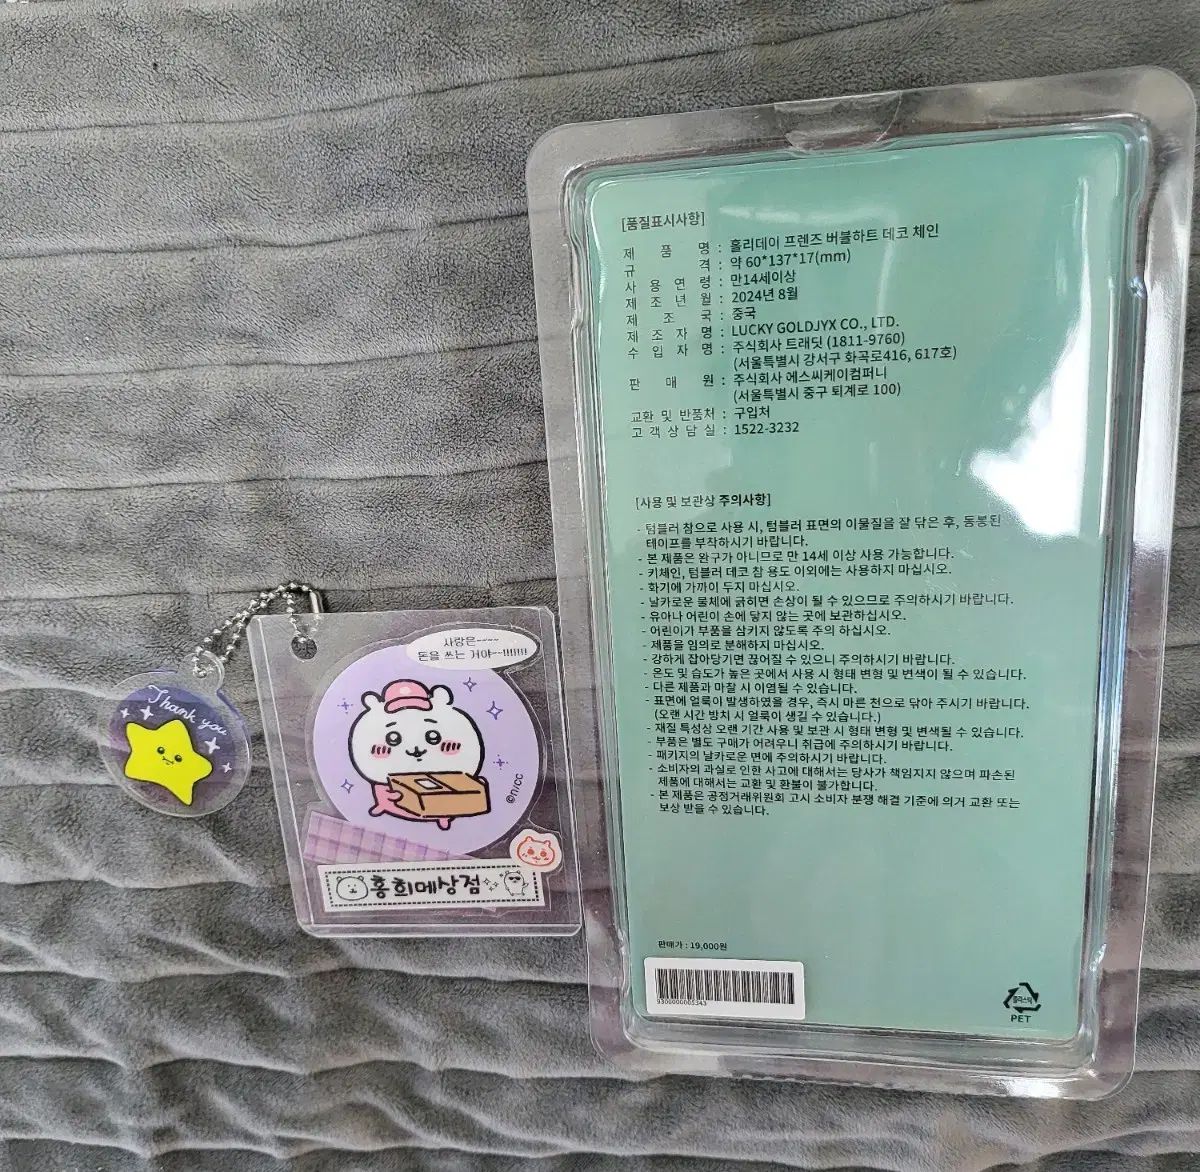 Thank you
사랑은~~~~
돈을 쓰는 거야~~!!!!!!!
©nicc
홍희메상점
[품질표시사항]
제 품 명 : 홀리데이 프렌즈 버블하트 데코 체인
규 격 : 약 60*137*17(mm)
사 용 연 령 : 만14세이상
제 조 년 월 : 2024년 8월
제 조 국 : 중국
제 조 자 명 : LUCKY GOLDJYX CO., LTD.
수 입 자 명 : 주식회사 트래딧 (1811-9760)
(서울특별시 강서구 화곡로416, 617호)
판 매 원 : 주식회사 에스씨케이컴퍼니
(서울특별시 중구 퇴계로 100)
교환 및 반품처 : 구입처
고 객 상 담 실 : 1522-3232
[사용 및 보관상 주의사항]
- 텀블러 참으로 사용 시, 텀블러 표면의 이물질을 잘 닦은 후, 동봉된
테이프를 부착하시기 바랍니다.
- 본 제품은 완구가 아니므로 만 14세 이상 사용 가능합니다.
- 키체인, 텀블러 데코 참 용도 이외에는 사용하지 마십시오.
- 화기에 가까이 두지 마십시오.
- 날카로운 물체에 긁히면 손상이 될 수 있으므로 주의하시기 바랍니다.
- 유아나 어린이 손에 닿지 않는 곳에 보관하십시오.
- 어린이가 부품을 삼키지 않도록 주의 하십시오.
- 제품을 임의로 분해하지 마십시오.
- 강하게 잡아당기면 끊어질 수 있으니 주의하시기 바랍니다.
- 온도 및 습도가 높은 곳에서 사용 시 형태 변형 및 변색이 될 수 있습니다.
- 다른 제품과 마찰 시 이염될 수 있습니다.
- 표면에 얼룩이 발생하였을 경우, 즉시 마른 천으로 닦아 주시기 바랍니다.
(오랜 시간 방치 시 얼룩이 생길 수 있습니다.)
- 재질 특성상 오랜 기간 사용 및 보관 시 형태 변형 및 변색될 수 있습니다.
- 부품은 별도 구매가 어려우니 취급에 주의하시기 바랍니다.
- 패키지의 날카로운 면에 주의하시기 바랍니다.
- 소비자의 과실로 인한 사고에 대해서는 당사가 책임지지 않으며 파손된
제품에 대해서는 교환 및 환불이 불가합니다.
- 본 제품은 공정거래위원회 고시 소비자 분쟁 해결 기준에 의거 교환 또는
보상 받을 수 있습니다.
판매가 : 19,000원
9300000005343
플라스틱
PET